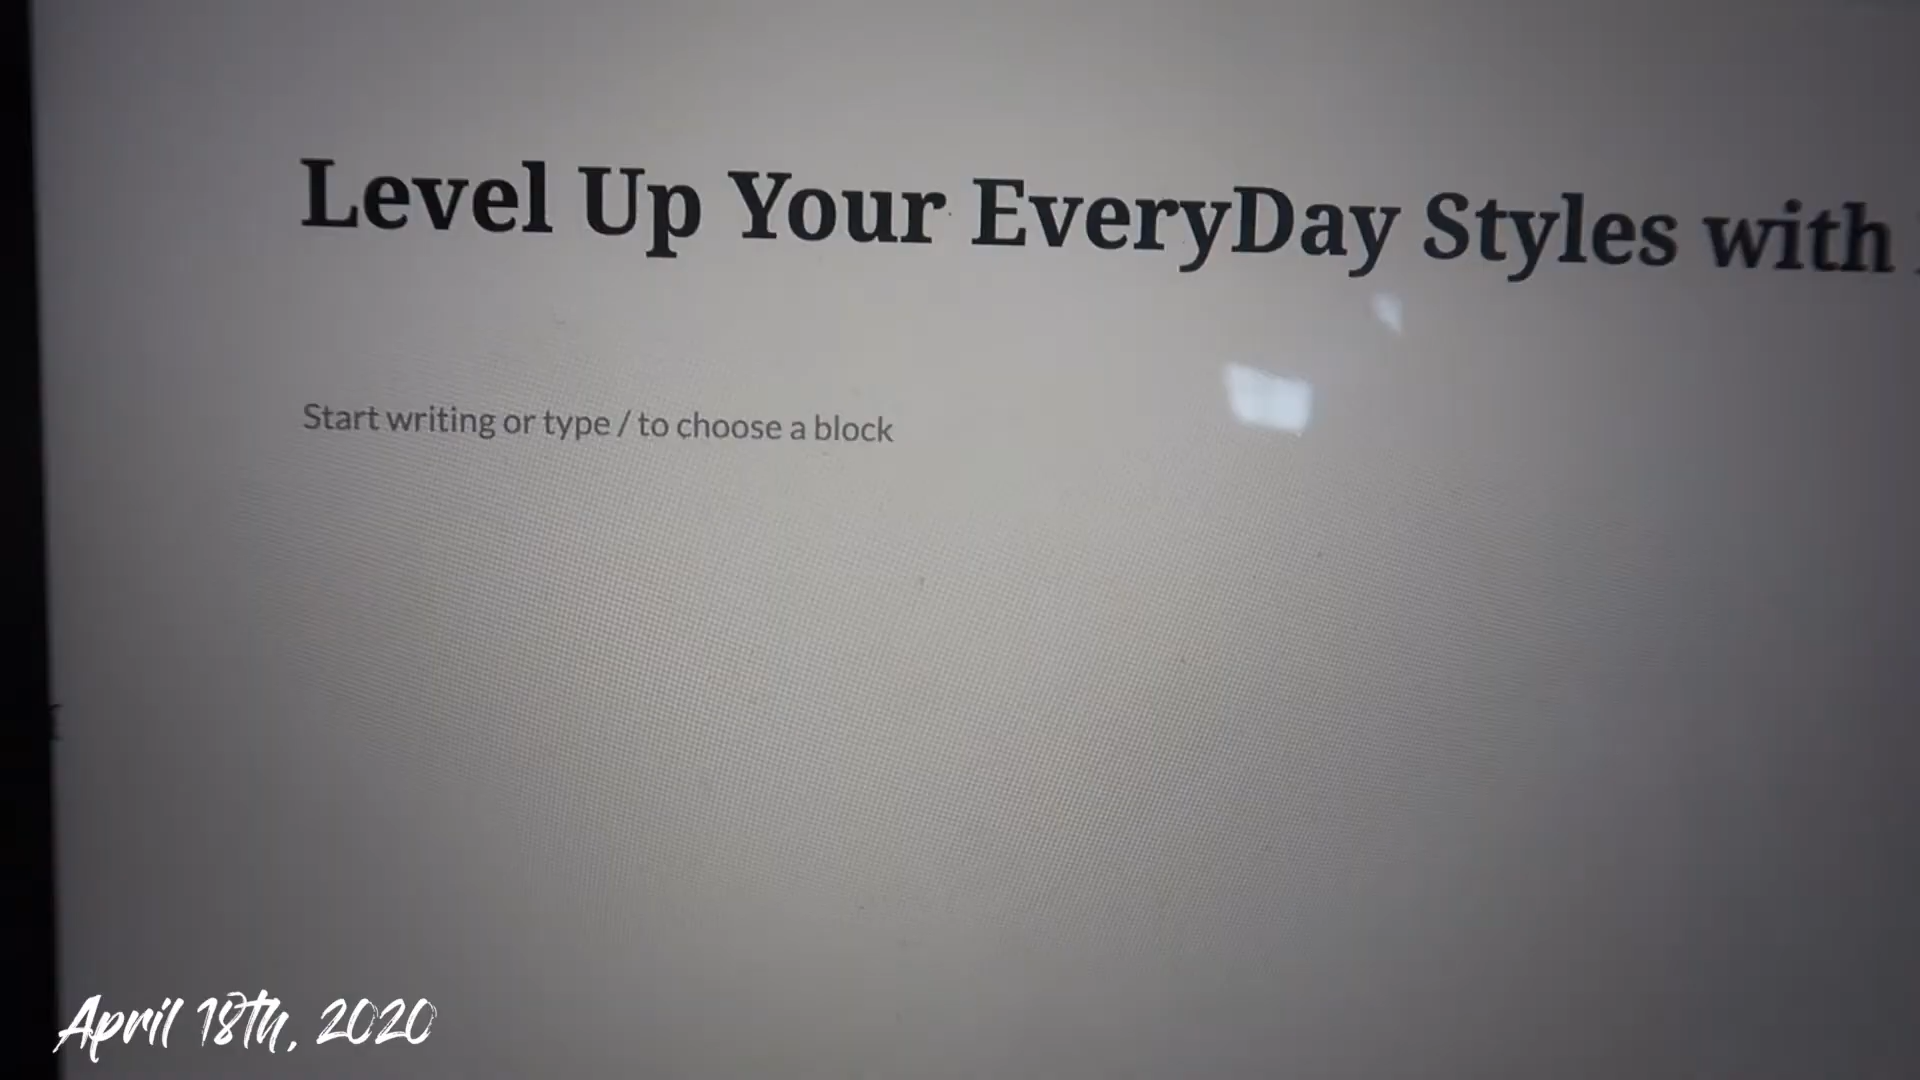 Level Up Your EveryDay Styles with
Start writing or type / to choose a block
April 18th, 2020